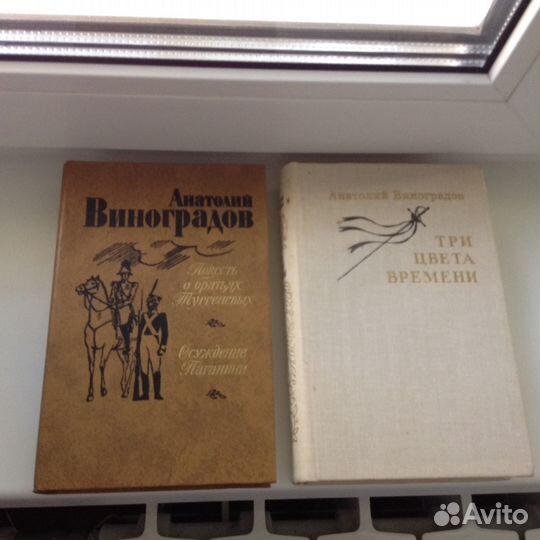 Анатолий
Виноградов
Повесть
о братьях
Тургеневых
Осуждение
Паганини
Анатолий Виноградов
ТРИ
ЦВЕТА
ВРЕМЕНИ
Avito